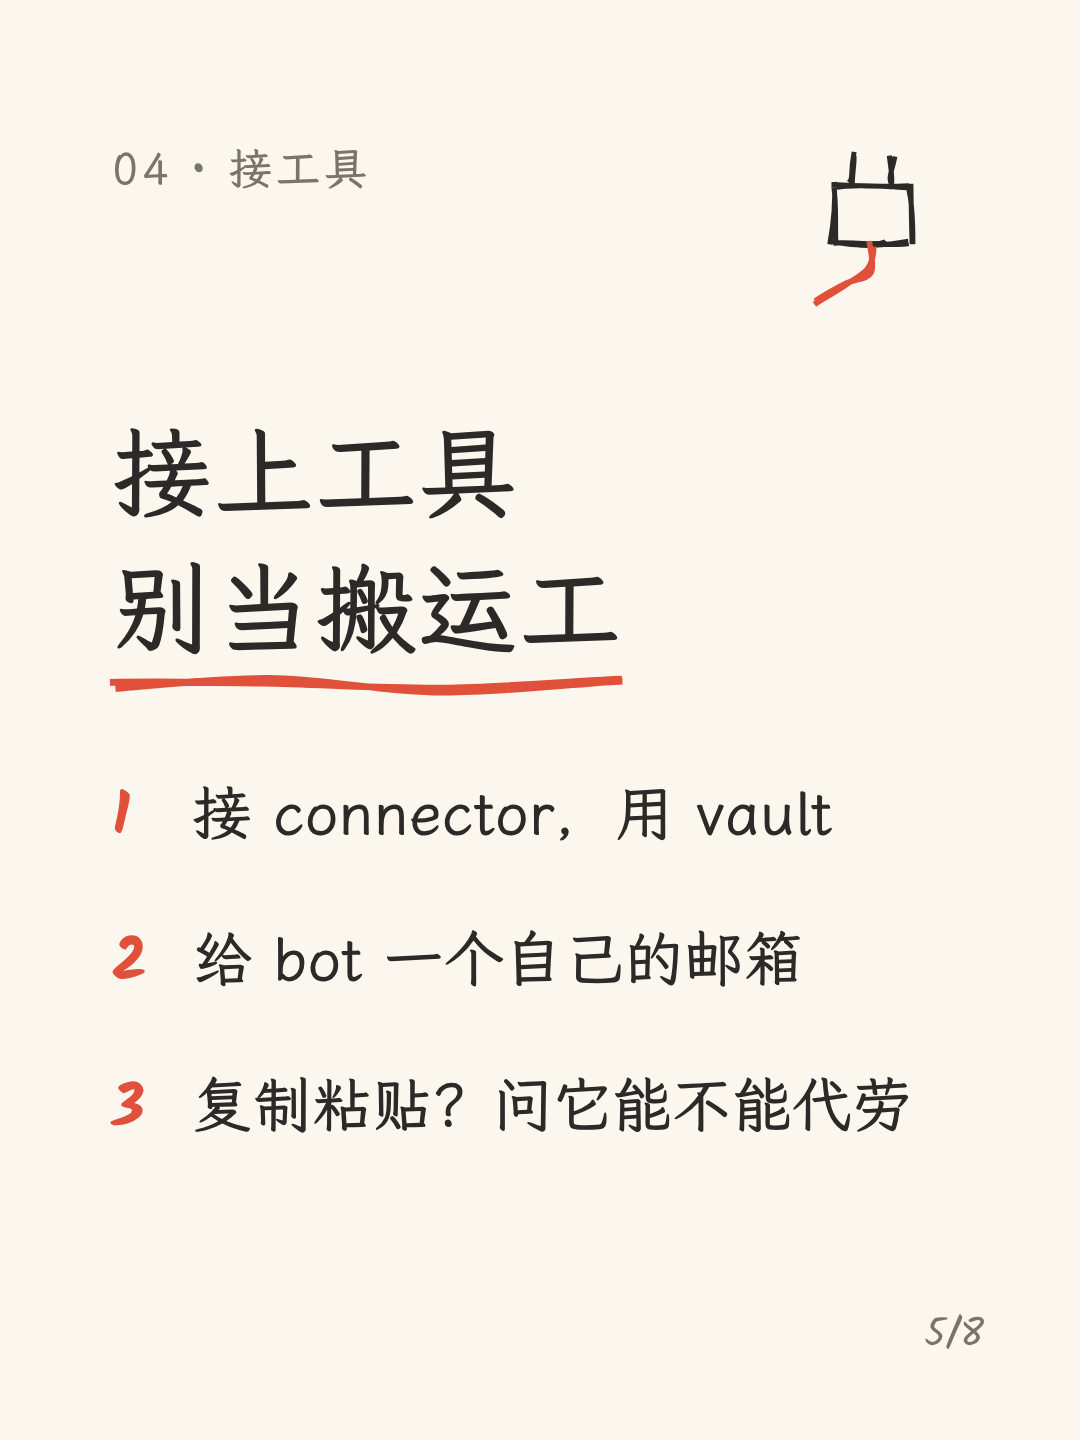 04 · 接工具
接上工具
别当搬运工
1 接 connector，用 vault
2 给 bot 一个自己的邮箱
3 复制粘贴？问它能不能代劳
5/8